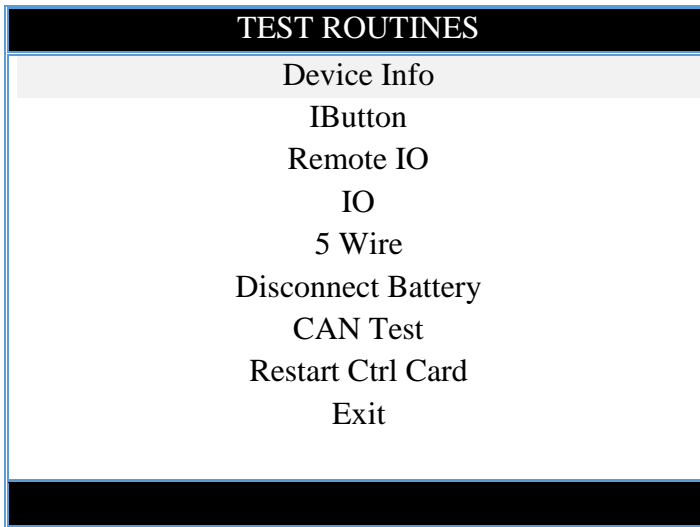 TEST ROUTINES
Device Info
IButton
Remote IO
IO
5 Wire
Disconnect Battery
CAN Test
Restart Ctrl Card
Exit